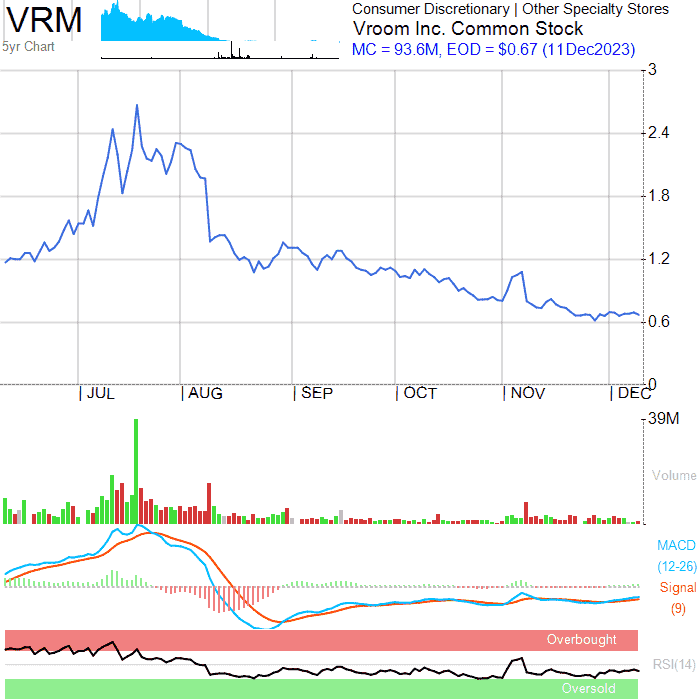 VRM
5yr Chart
Consumer Discretionary | Other Specialty Stores
Vroom Inc. Common Stock
MC = 93.6M, EOD = $0.67 (11Dec2023)
3
2.4
1.8
1.2
0.6
0
| JUL | AUG | SEP | OCT | NOV | DEC
39M
Volume
MACD
(12-26)
Signal
(9)
Overbought
RSI(14)
Oversold